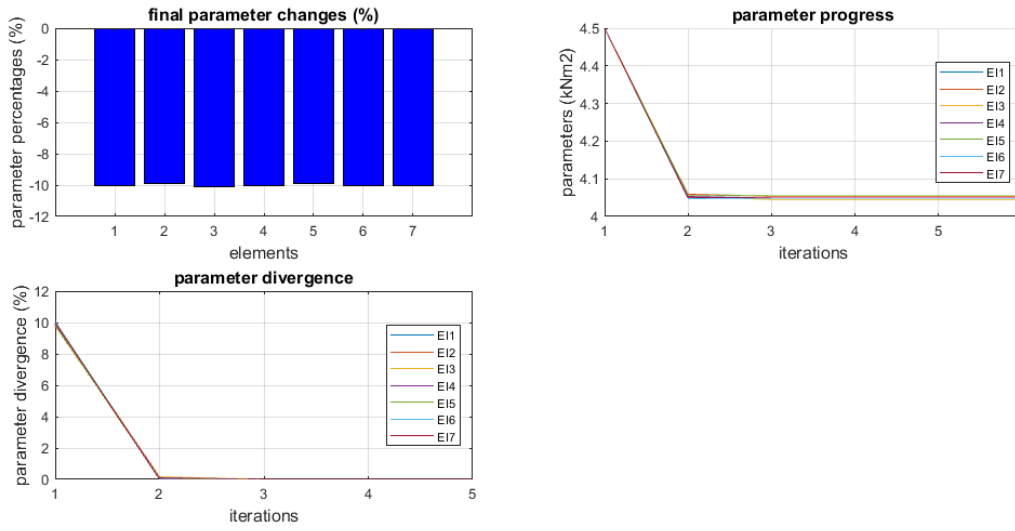 final parameter changes (%)
parameter percentages (%)
0
-2
-4
-6
-8
-10
-12
1 2 3 4 5 6 7
elements
parameter progress
parameters (kNm2)
4.5
4.4
4.3
4.2
4.1
4
1 2 3 4 5
iterations
EI1
EI2
EI3
EI4
EI5
EI6
EI7
parameter divergence
parameter divergence (%)
12
10
8
6
4
2
0
1 2 3 4 5
iterations
EI1
EI2
EI3
EI4
EI5
EI6
EI7